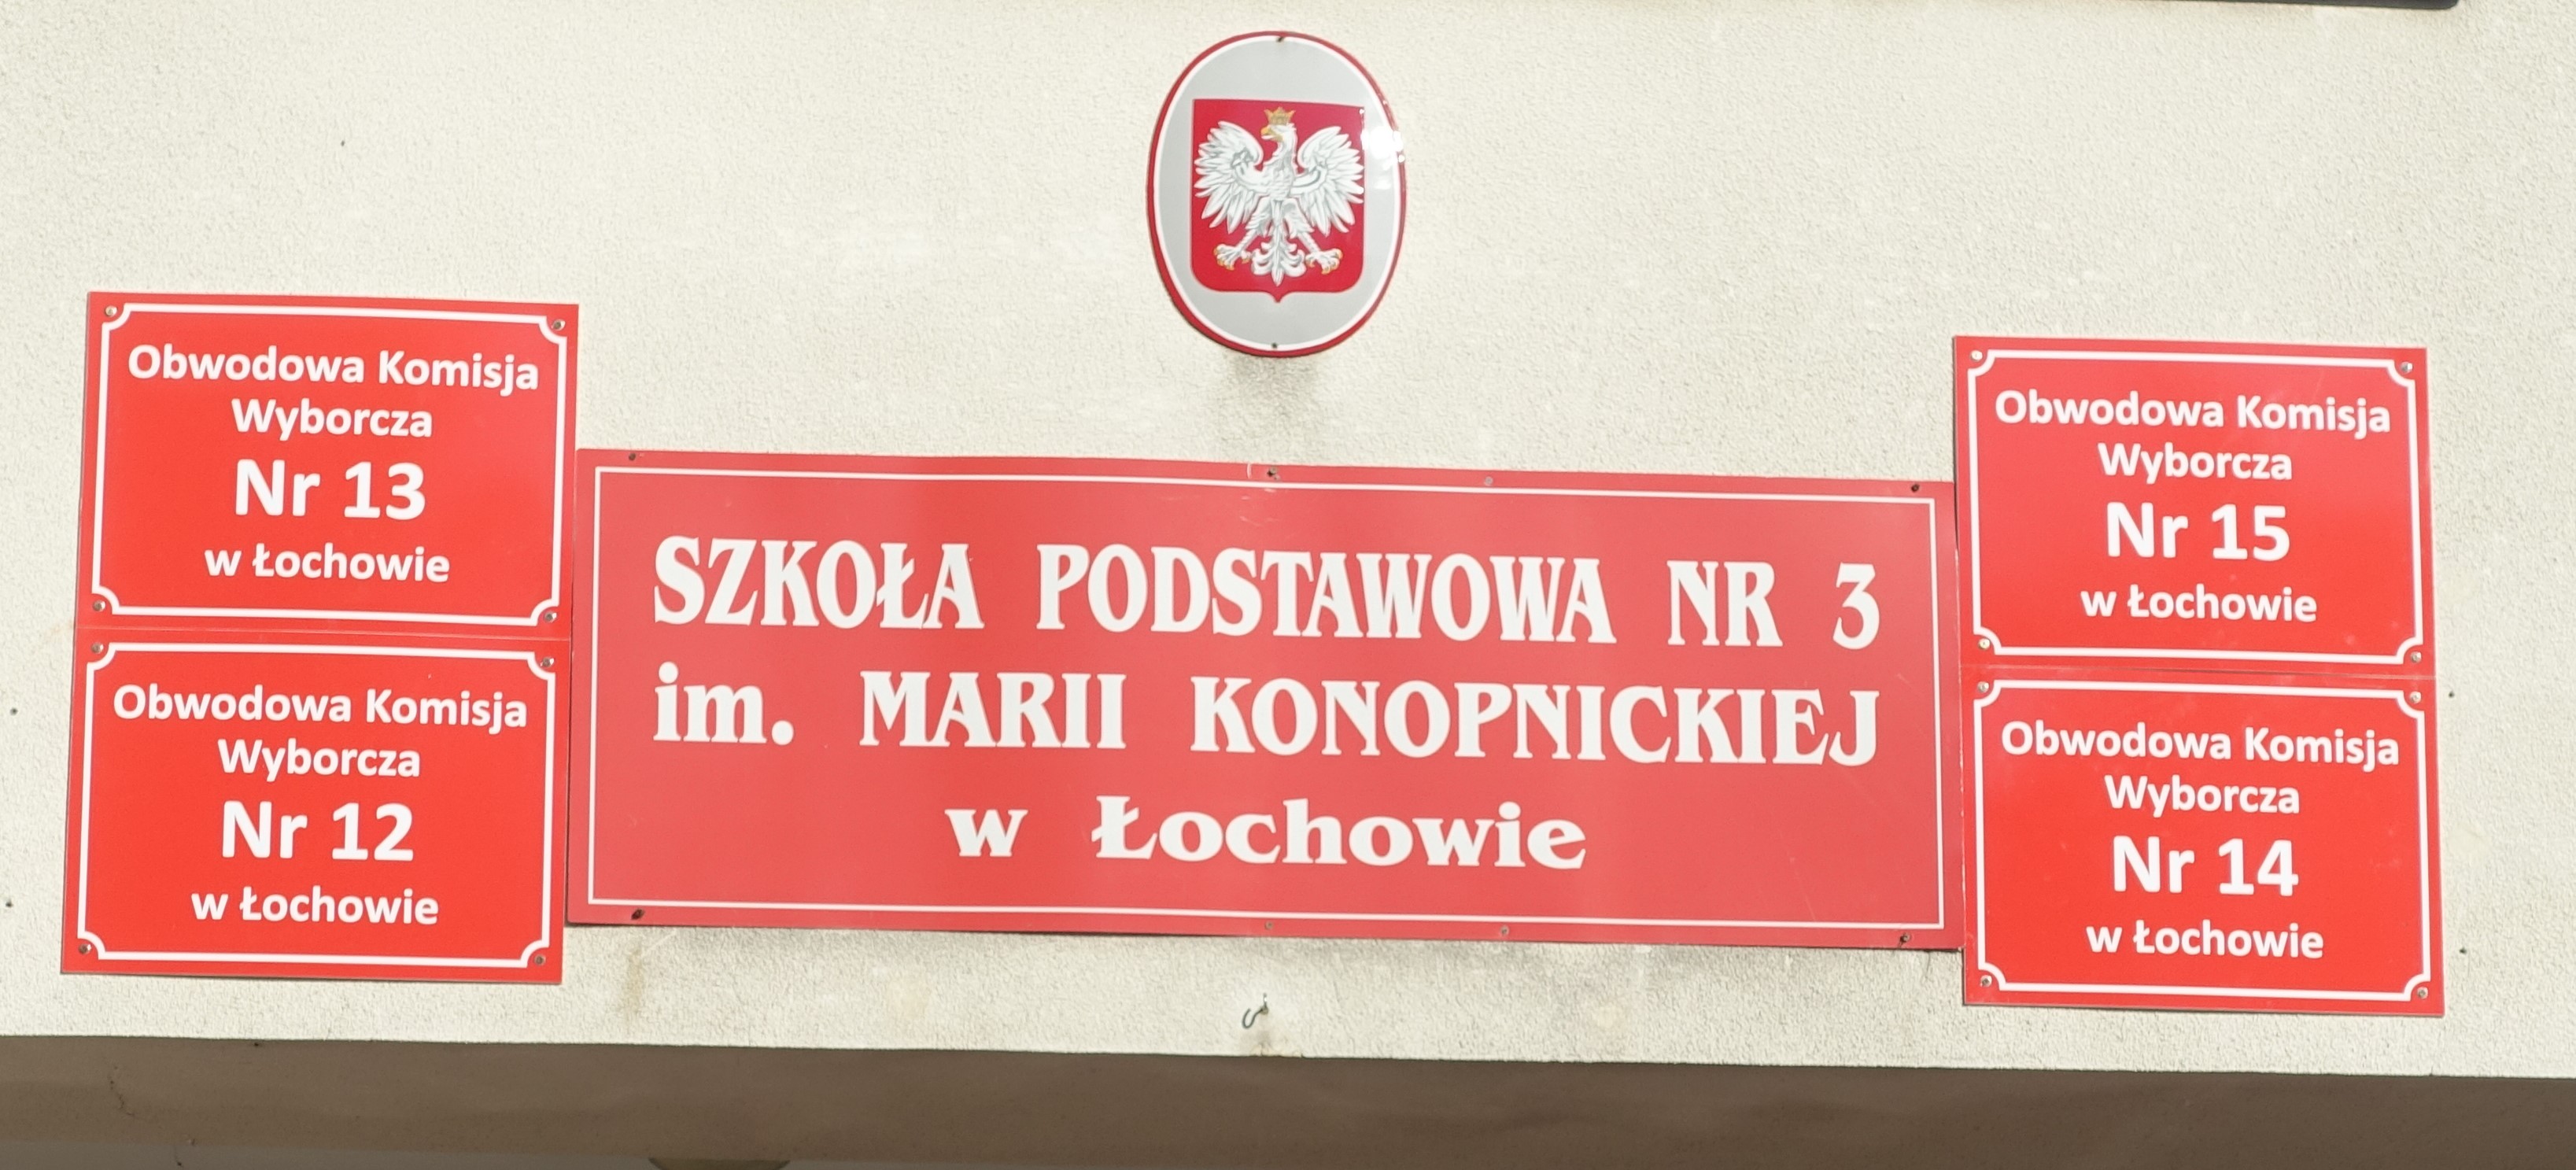 Obwodowa Komisja
Wyborcza
Nr 13
w Łochowie
Obwodowa Komisja
Wyborcza
Nr 12
w Łochowie
SZKOŁA PODSTAWOWA NR 3
im. MARII KONOPNICKIEJ
w Łochowie
Obwodowa Komisja
Wyborcza
Nr 15
w Łochowie
Obwodowa Komisja
Wyborcza
Nr 14
w Łochowie